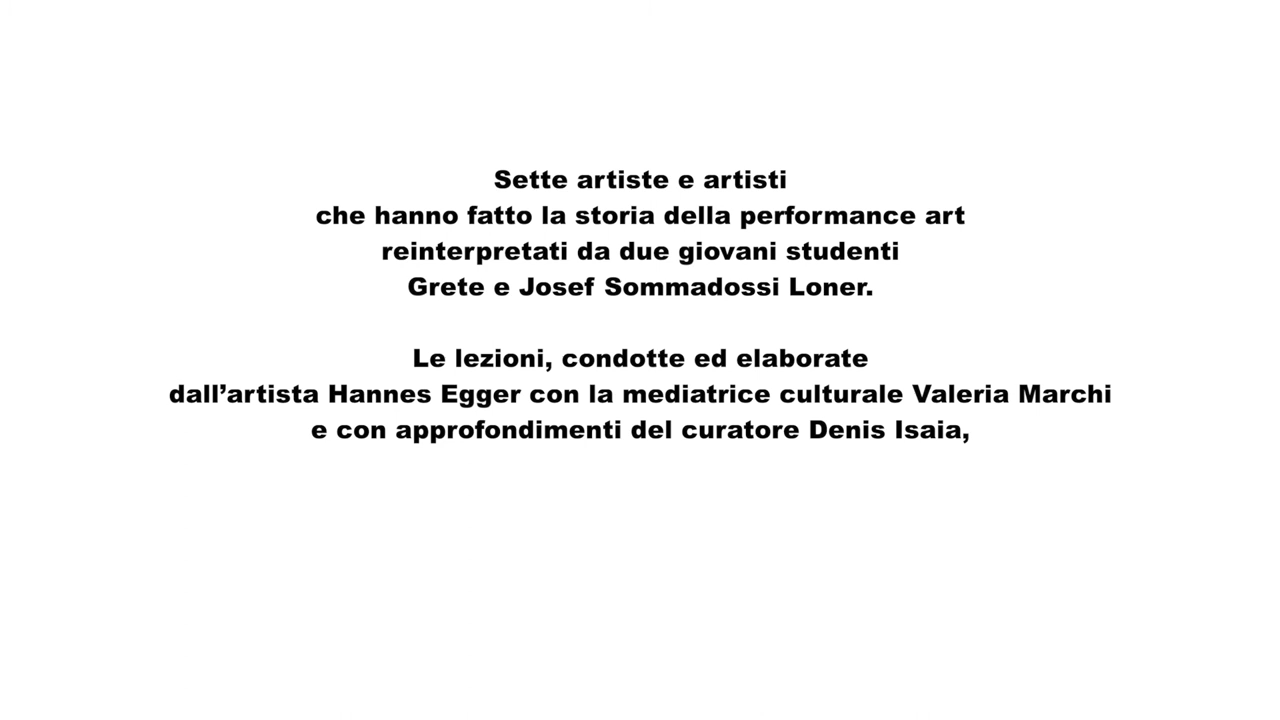 Sette artiste e artisti
che hanno fatto la storia della performance art
reinterpretati da due giovani studenti
Grete e Josef Sommadossi Loner.
Le lezioni, condotte ed elaborate
dall’artista Hannes Egger con la mediatrice culturale Valeria Marchi
e con approfondimenti del curatore Denis Isaia,